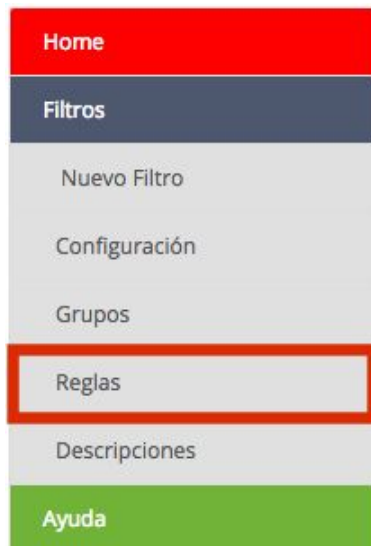 Home
Filtros
Nuevo Filtro
Configuración
Grupos
Reglas
Descripciones
Ayuda